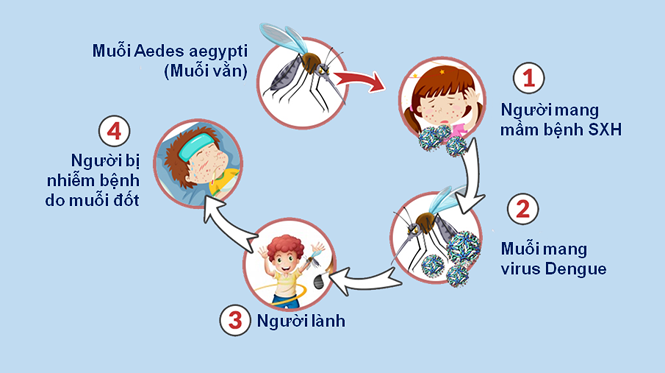 Muỗi Aedes aegypti
(Muỗi vằn)
1
Người mang
mầm bệnh SXH
2
Muỗi mang
virus Dengue
3
Người lành
4
Người bị
nhiễm bệnh
do muỗi đốt